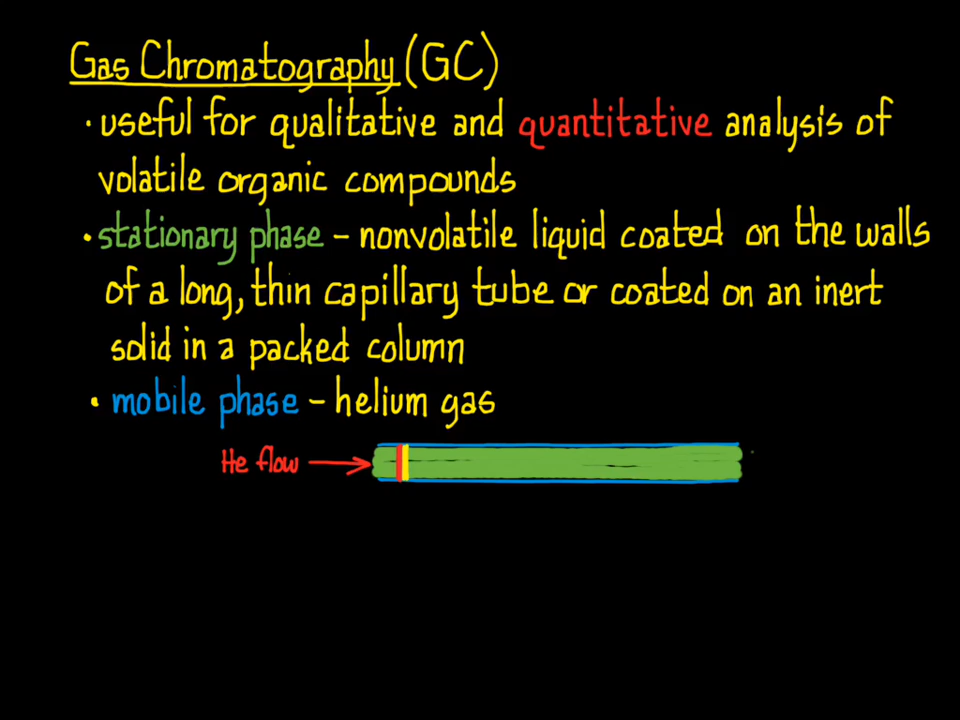 Gas Chromatography (GC)
· useful for qualitative and quantitative analysis of
volatile organic compounds
· stationary phase – nonvolatile liquid coated on the walls
of a long, thin capillary tube or coated on an inert
solid in a packed column
· mobile phase – helium gas
He flow